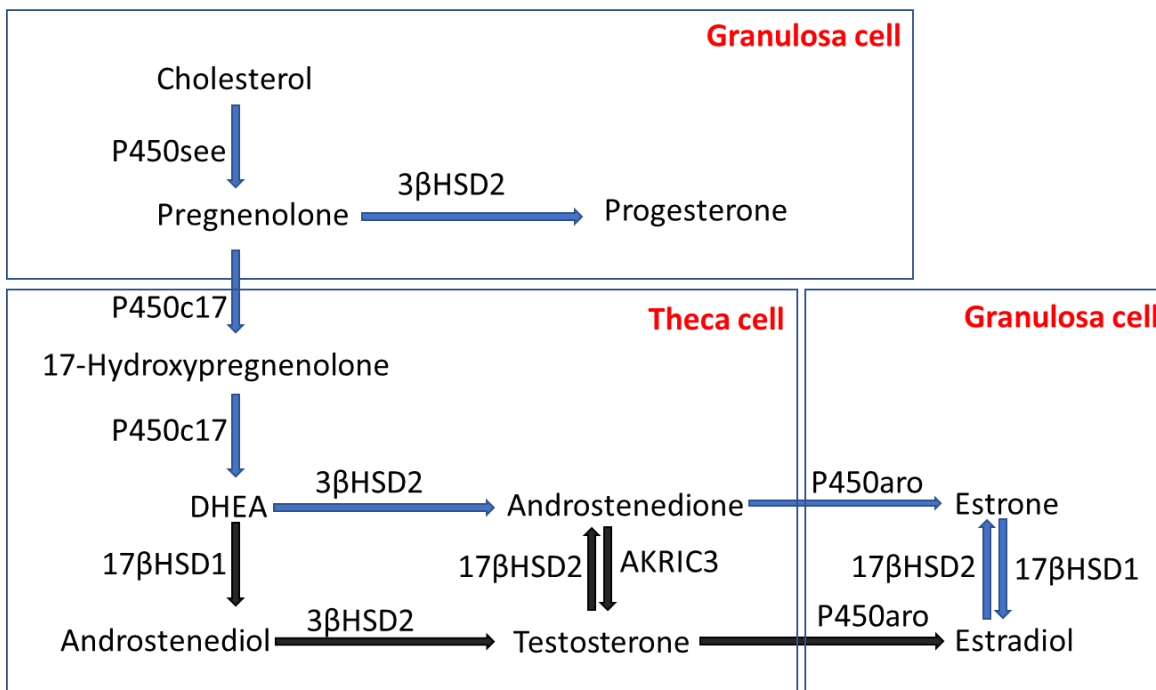 Granulosa cell
Cholesterol
P450see
3βHSD2
Pregnenolone
Progesterone
P450c17
Theca cell
Granulosa cell
17-Hydroxypregnenolone
P450c17
3βHSD2
P450aro
DHEA
Androstenedione
Estrone
17βHSD1
17βHSD2
AKRIC3
17βHSD2
17βHSD1
3βHSD2
P450aro
Androstenediol
Testosterone
Estradiol